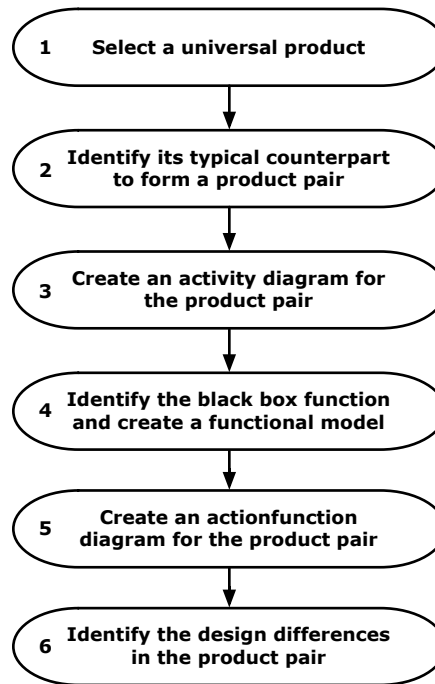 1 Select a universal product
2 Identify its typical counterpart
to form a product pair
3 Create an activity diagram for
the product pair
4 Identify the black box function
and create a functional model
5 Create an actionfunction
diagram for the product pair
6 Identify the design differences
in the product pair